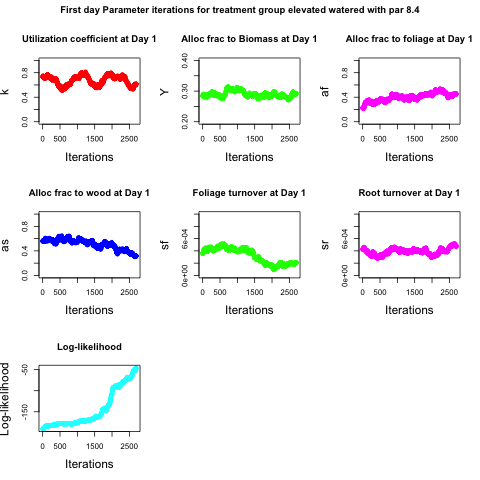 First day Parameter iterations for treatment group elevated watered with par 8.4
Utilization coefficient at Day 1
k
0.0 0.4 0.8
0 500 1500 2500
Iterations
Alloc frac to Biomass at Day 1
Y
0.20 0.30 0.40
0 500 1500 2500
Iterations
Alloc frac to foliage at Day 1
af
0.0 0.4 0.8
0 500 1500 2500
Iterations
Alloc frac to wood at Day 1
as
0.0 0.4 0.8
0 500 1500 2500
Iterations
Foliage turnover at Day 1
sf
0e+00 6e-04
0 500 1500 2500
Iterations
Root turnover at Day 1
sr
0e+00 6e-04
0 500 1500 2500
Iterations
Log-likelihood
Log-likelihood
-150 -50
0 500 1500 2500
Iterations